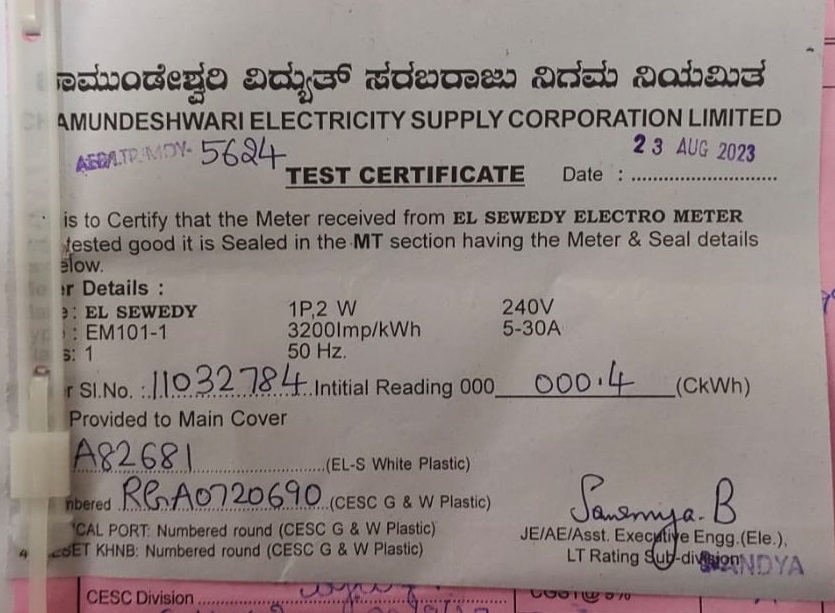 ಾಮುಂಡೇಶ್ವರಿ ವಿದ್ಯುತ್ ಸರಬರಾಜು ನಿಗಮ ನಿಯಮಿತ
AMUNDESHWARI ELECTRICITY SUPPLY CORPORATION LIMITED
5624 23 AUG 2023
TEST CERTIFICATE Date : ............................
is to Certify that the Meter received from EL SEWEDY ELECTRO METER
tested good it is Sealed in the MT section having the Meter & Seal details
elow.
r Details :
: EL SEWEDY 1P,2 W 240V
: EM101-1 3200Imp/kWh 5-30A
s: 1 50 Hz.
r Sl.No. : 11032784 Intitial Reading 000 000.4 (CkWh)
Provided to Main Cover
A82681 (EL-S White Plastic)
nbered RGA0720690 (CESC G & W Plastic)
CAL PORT: Numbered round (CESC G & W Plastic)
SET KHNB: Numbered round (CESC G & W Plastic)
JE/AE/Asst. Executive Engg.(Ele.),
LT Rating Sub-division MANDYA
CESC Division